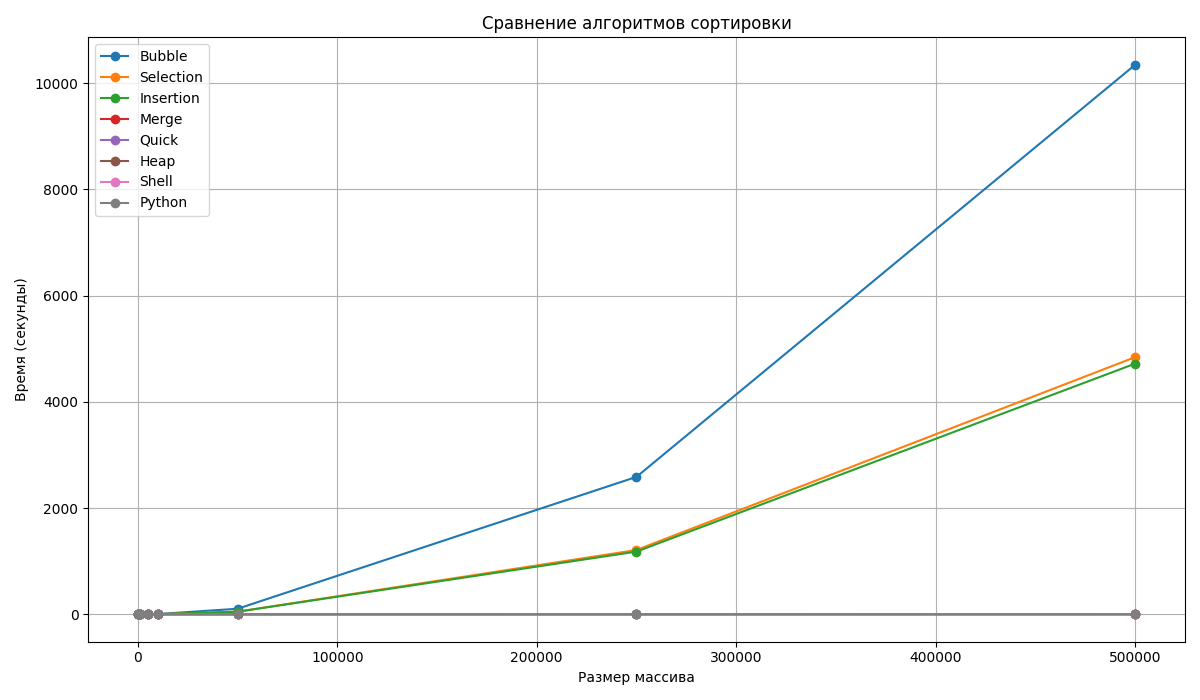 Сравнение алгоритмов сортировки
Bubble
Selection
Insertion
Merge
Quick
Heap
Shell
Python
Время (секунды)
10000
8000
6000
4000
2000
0
0 100000 200000 300000 400000 500000
Размер массива